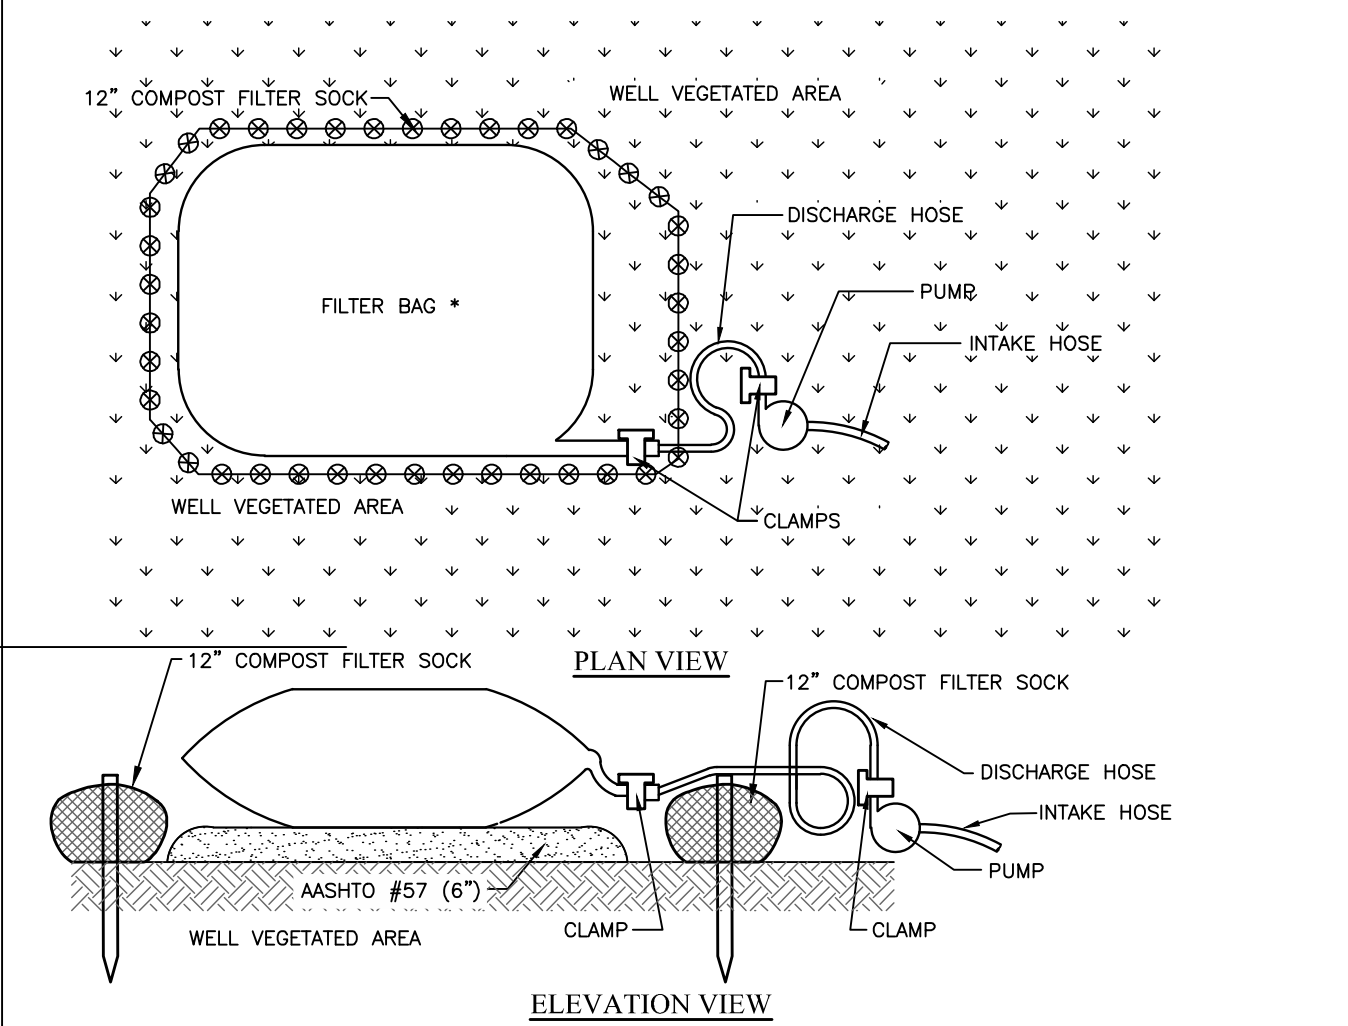 12" COMPOST FILTER SOCK
WELL VEGETATED AREA
DISCHARGE HOSE
PUMP
FILTER BAG *
INTAKE HOSE
WELL VEGETATED AREA
CLAMPS
PLAN VIEW
12" COMPOST FILTER SOCK
12" COMPOST FILTER SOCK
DISCHARGE HOSE
INTAKE HOSE
PUMP
AASHTO #57 (6")
CLAMP
CLAMP
WELL VEGETATED AREA
ELEVATION VIEW